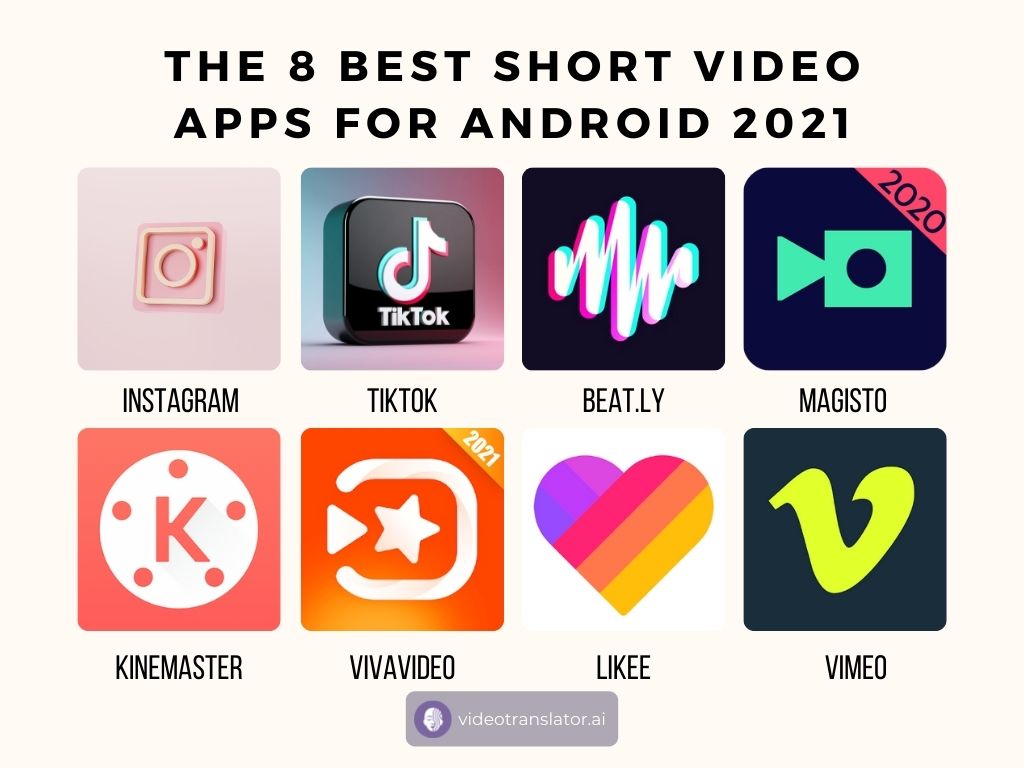 THE 8 BEST SHORT VIDEO
APPS FOR ANDROID 2021
TikTok
2020
INSTAGRAM
TIKTOK
BEAT.LY
MAGISTO
K
2021
V
KINEMASTER
VIVAVIDEO
LIKEE
VIMEO
videotranslator.ai